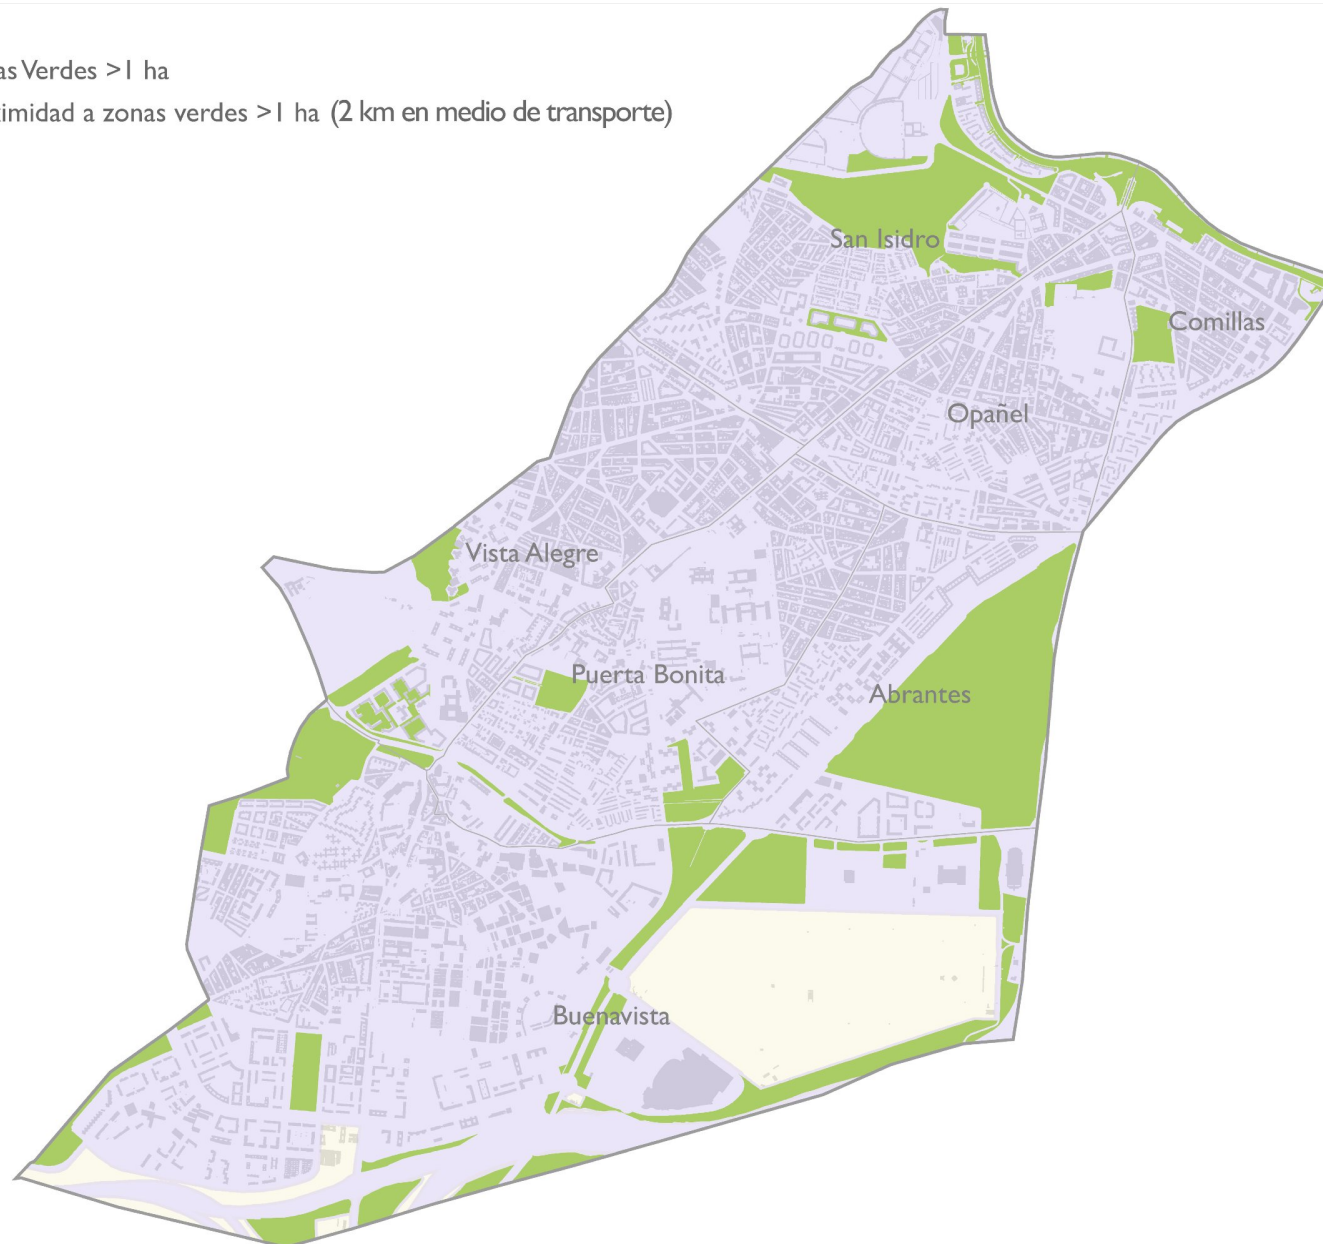 as Verdes >1 ha
ximidad a zonas verdes >1 ha (2 km en medio de transporte)
San Isidro
Comillas
Opañel
Vista Alegre
Puerta Bonita
Abrantes
Buenavista